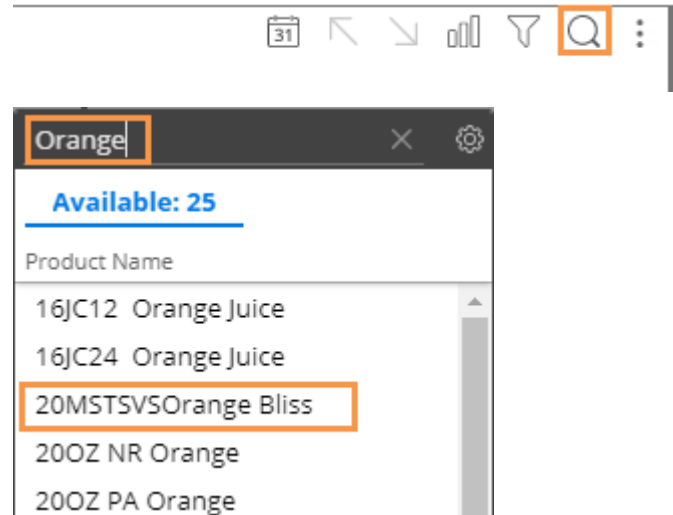 31
Orange
Available: 25
Product Name
16JC12 Orange Juice
16JC24 Orange Juice
20MSTSVSOrange Bliss
20OZ NR Orange
20OZ PA Orange